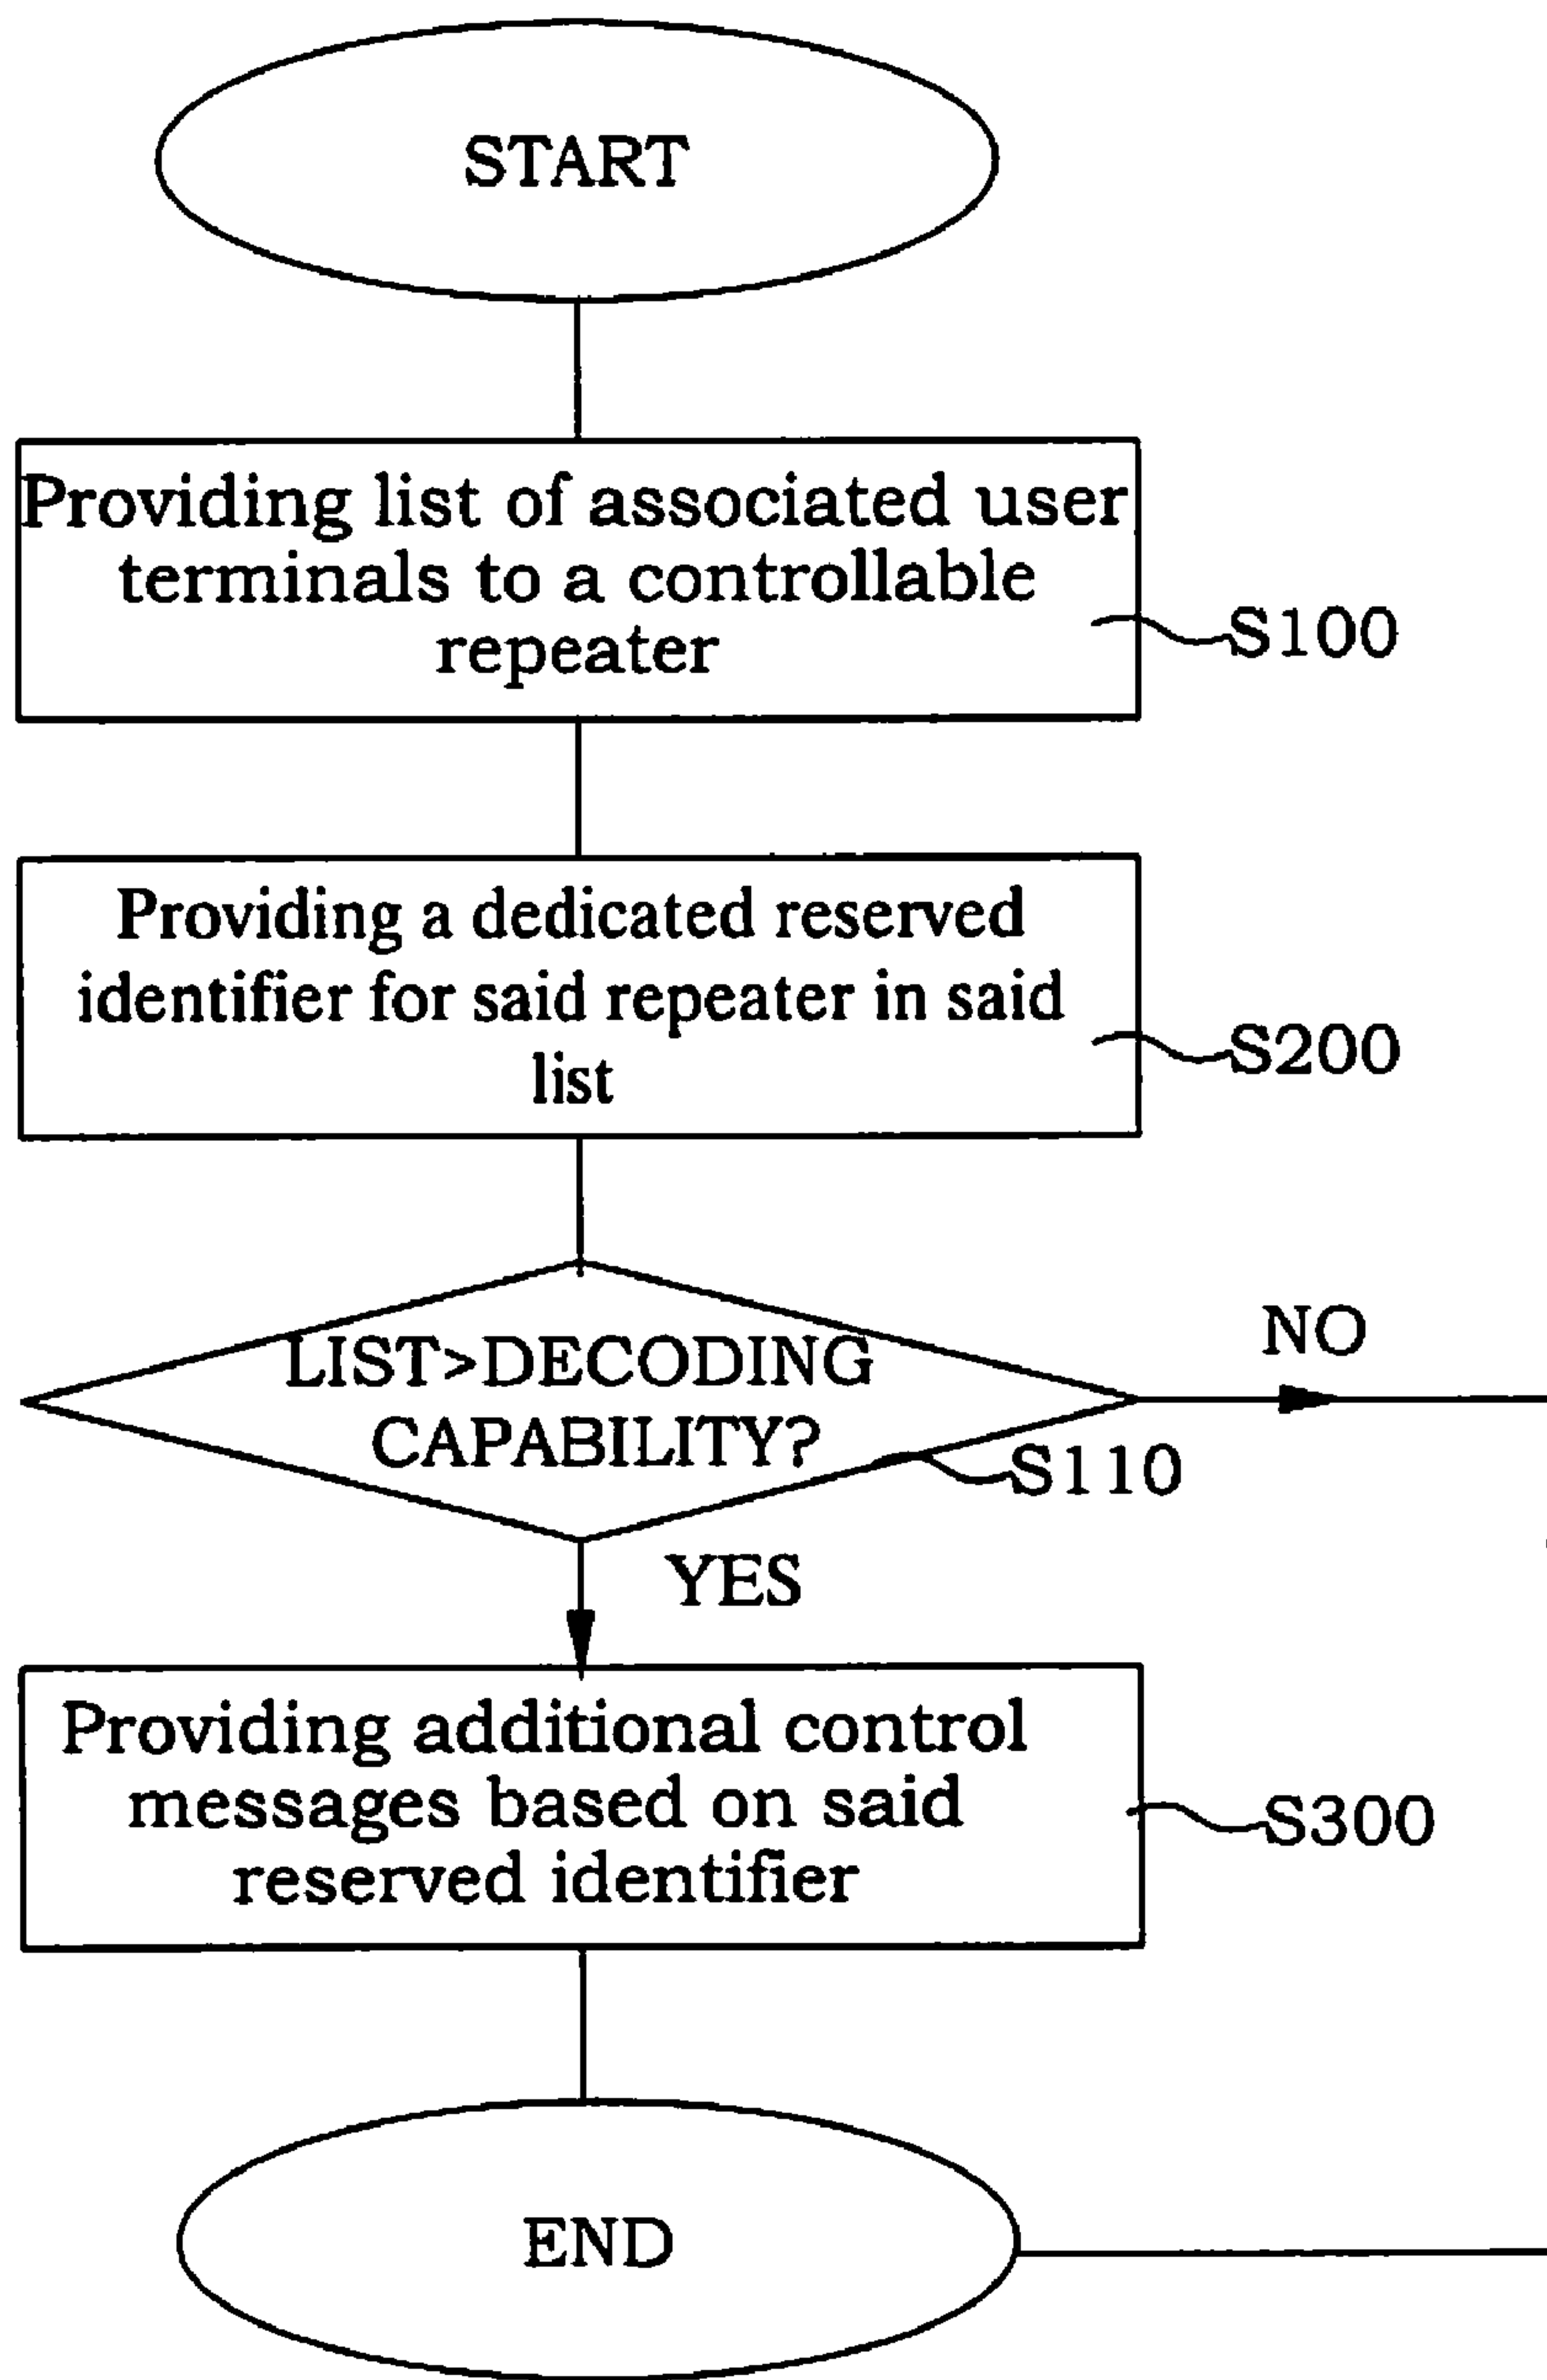 START
Providing list of associated user
terminals to a controllable
repeater
S100
Providing a dedicated reserved
identifier for said repeater in said
list
S200
LIST>DECODING
CAPABILITY?
NO
S110
YES
Providing additional control
messages based on said
reserved identifier
S300
END